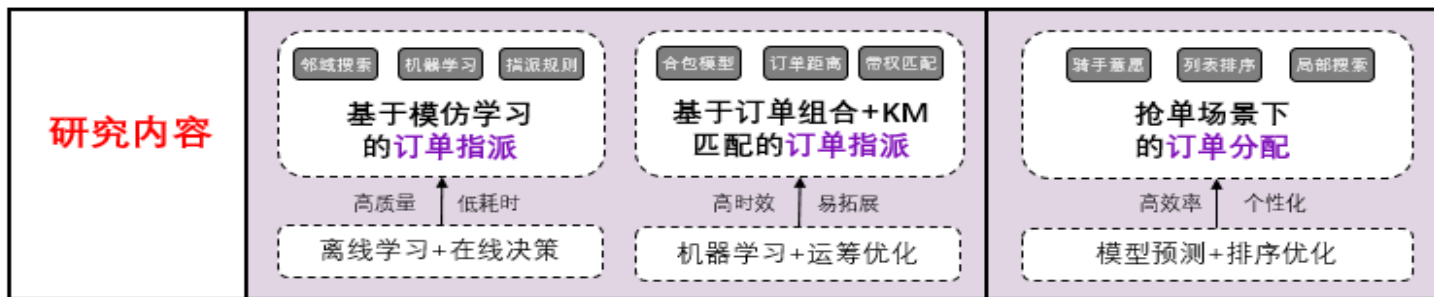 研究内容
邻域搜索 机器学习 指派规则
基于模仿学习
的订单指派
高质量 低耗时
离线学习+在线决策
合包模型 订单距离 带权匹配
基于订单组合+KM
匹配的订单指派
高时效 易拓展
机器学习+运筹优化
骑手意愿 列表排序 局部搜索
抢单场景下
的订单分配
高效率 个性化
模型预测+排序优化